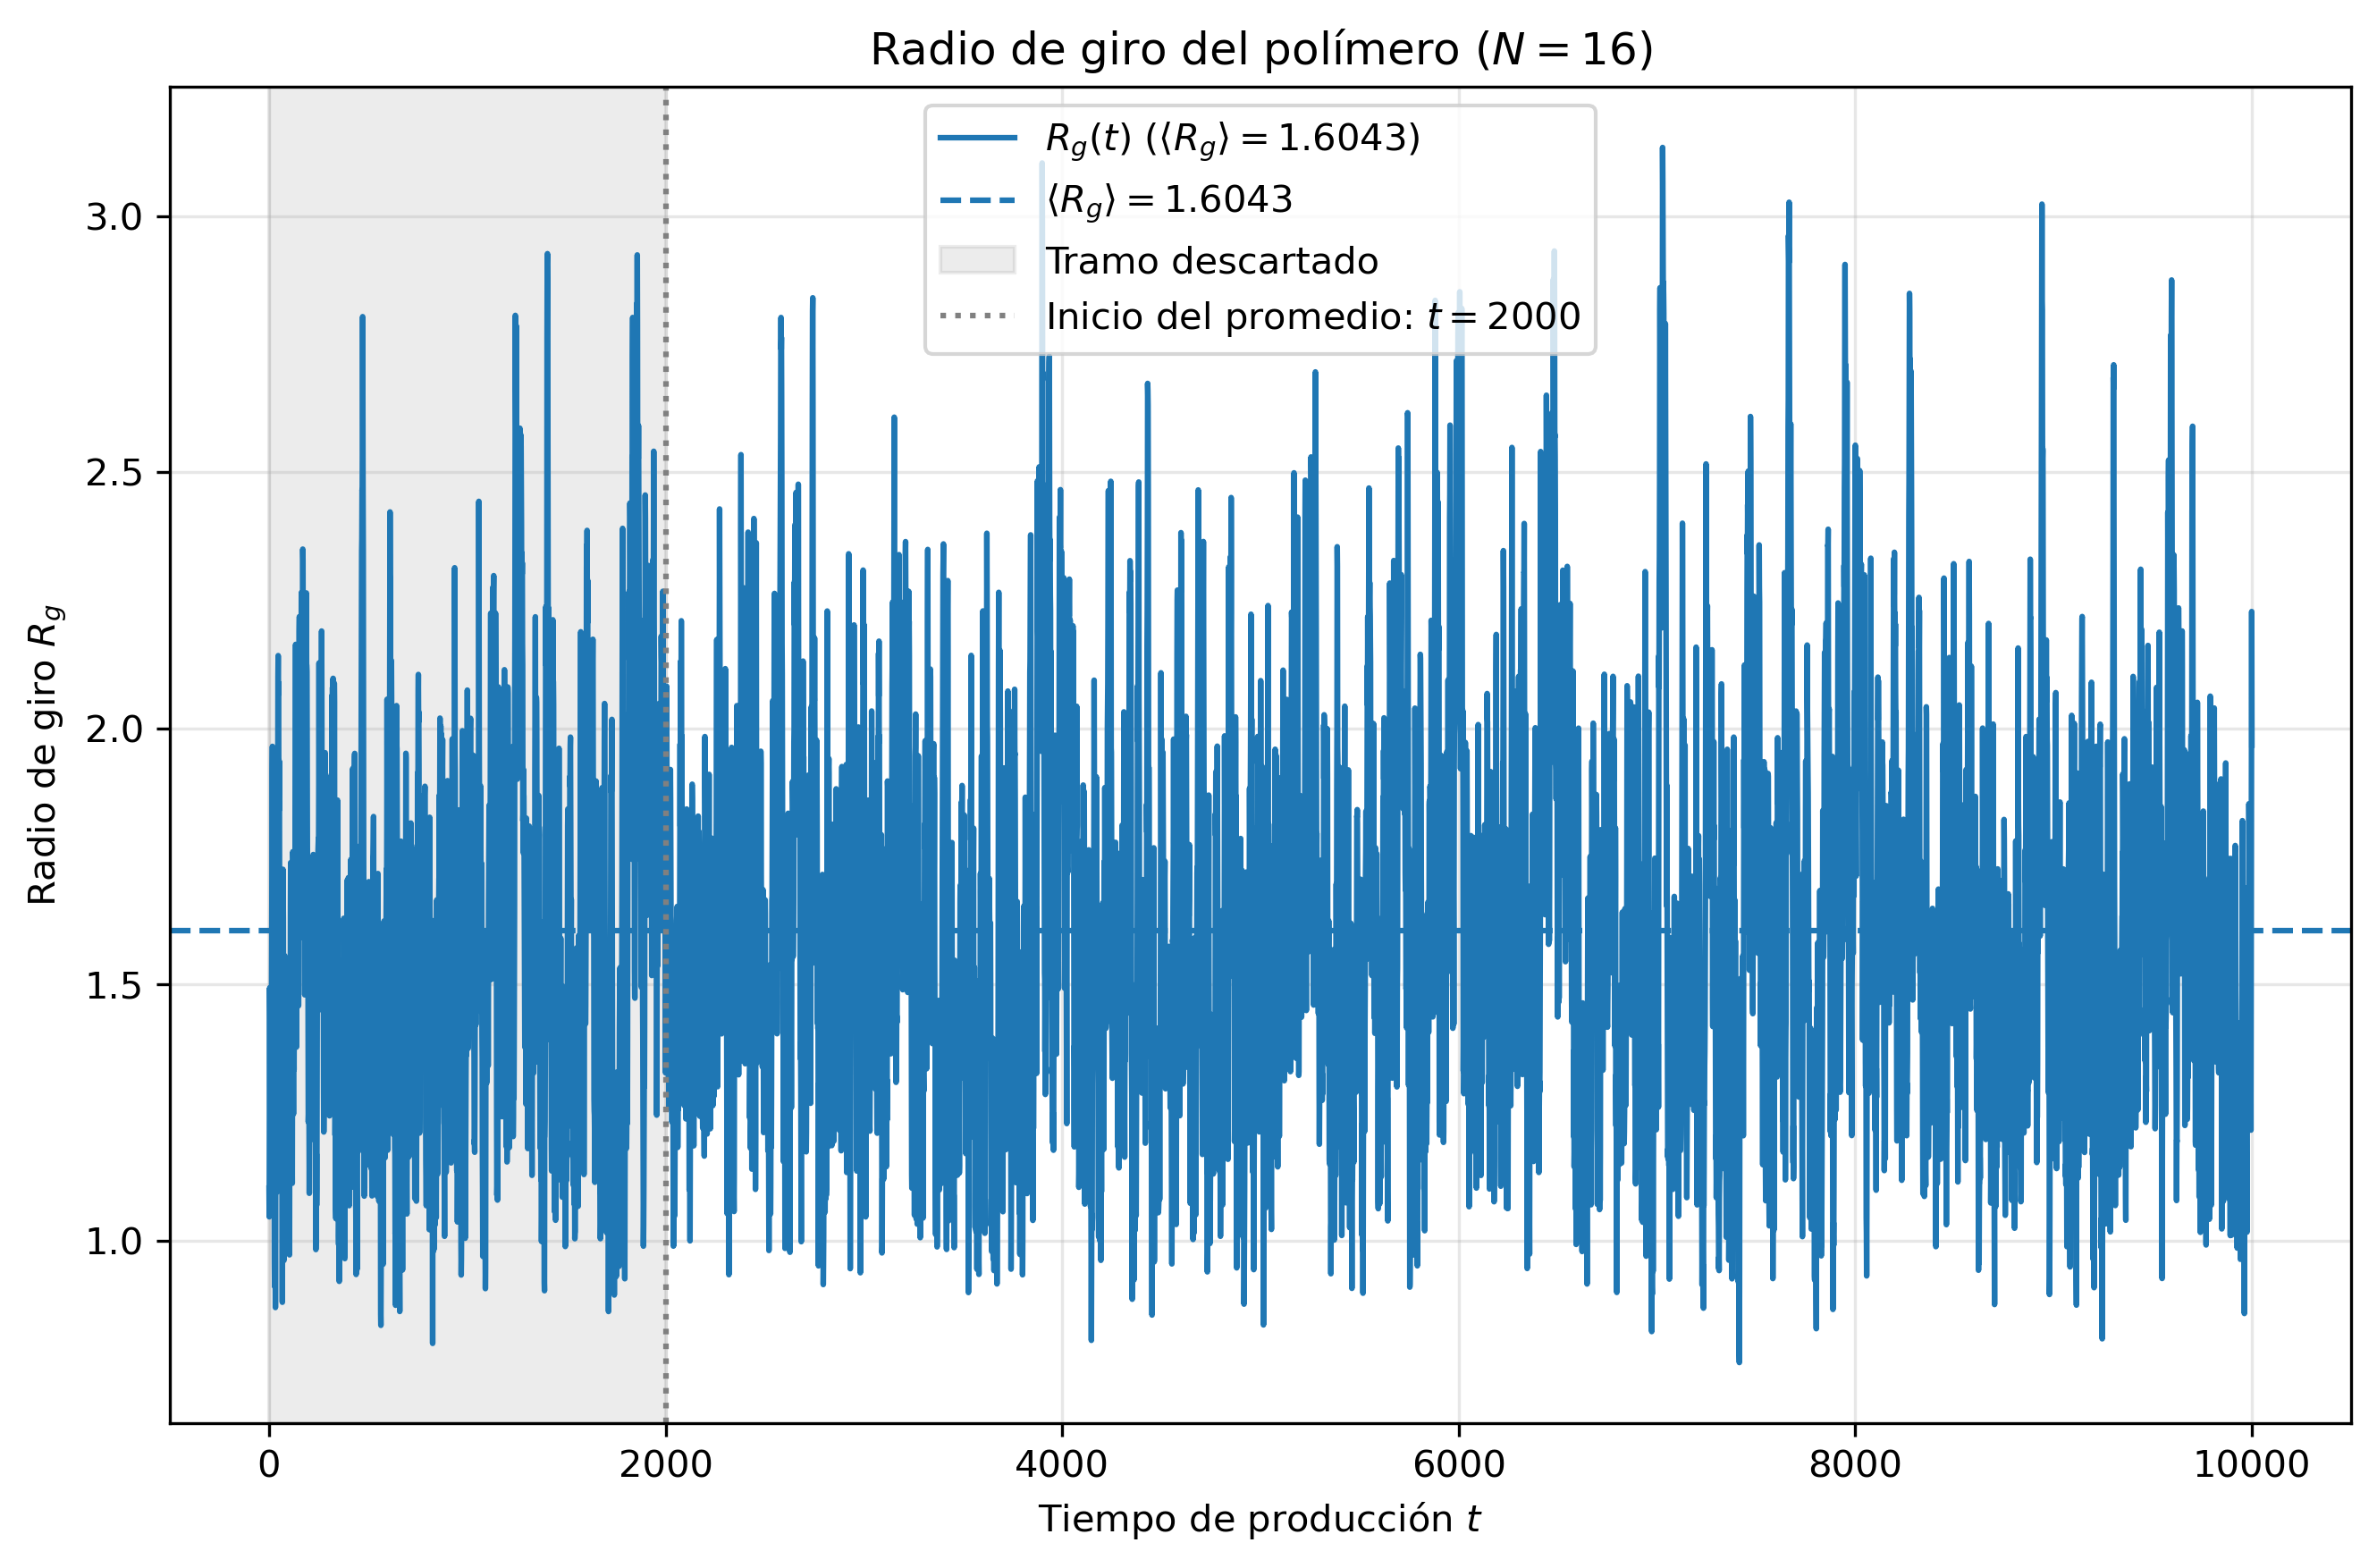 Radio de giro del polímero (N = 16)
R_g(t) (⟨R_g⟩ = 1.6043)
⟨R_g⟩ = 1.6043
Tramo descartado
Inicio del promedio: t = 2000
Radio de giro R_g
3.0
2.5
2.0
1.5
1.0
0 2000 4000 6000 8000 10000
Tiempo de producción t